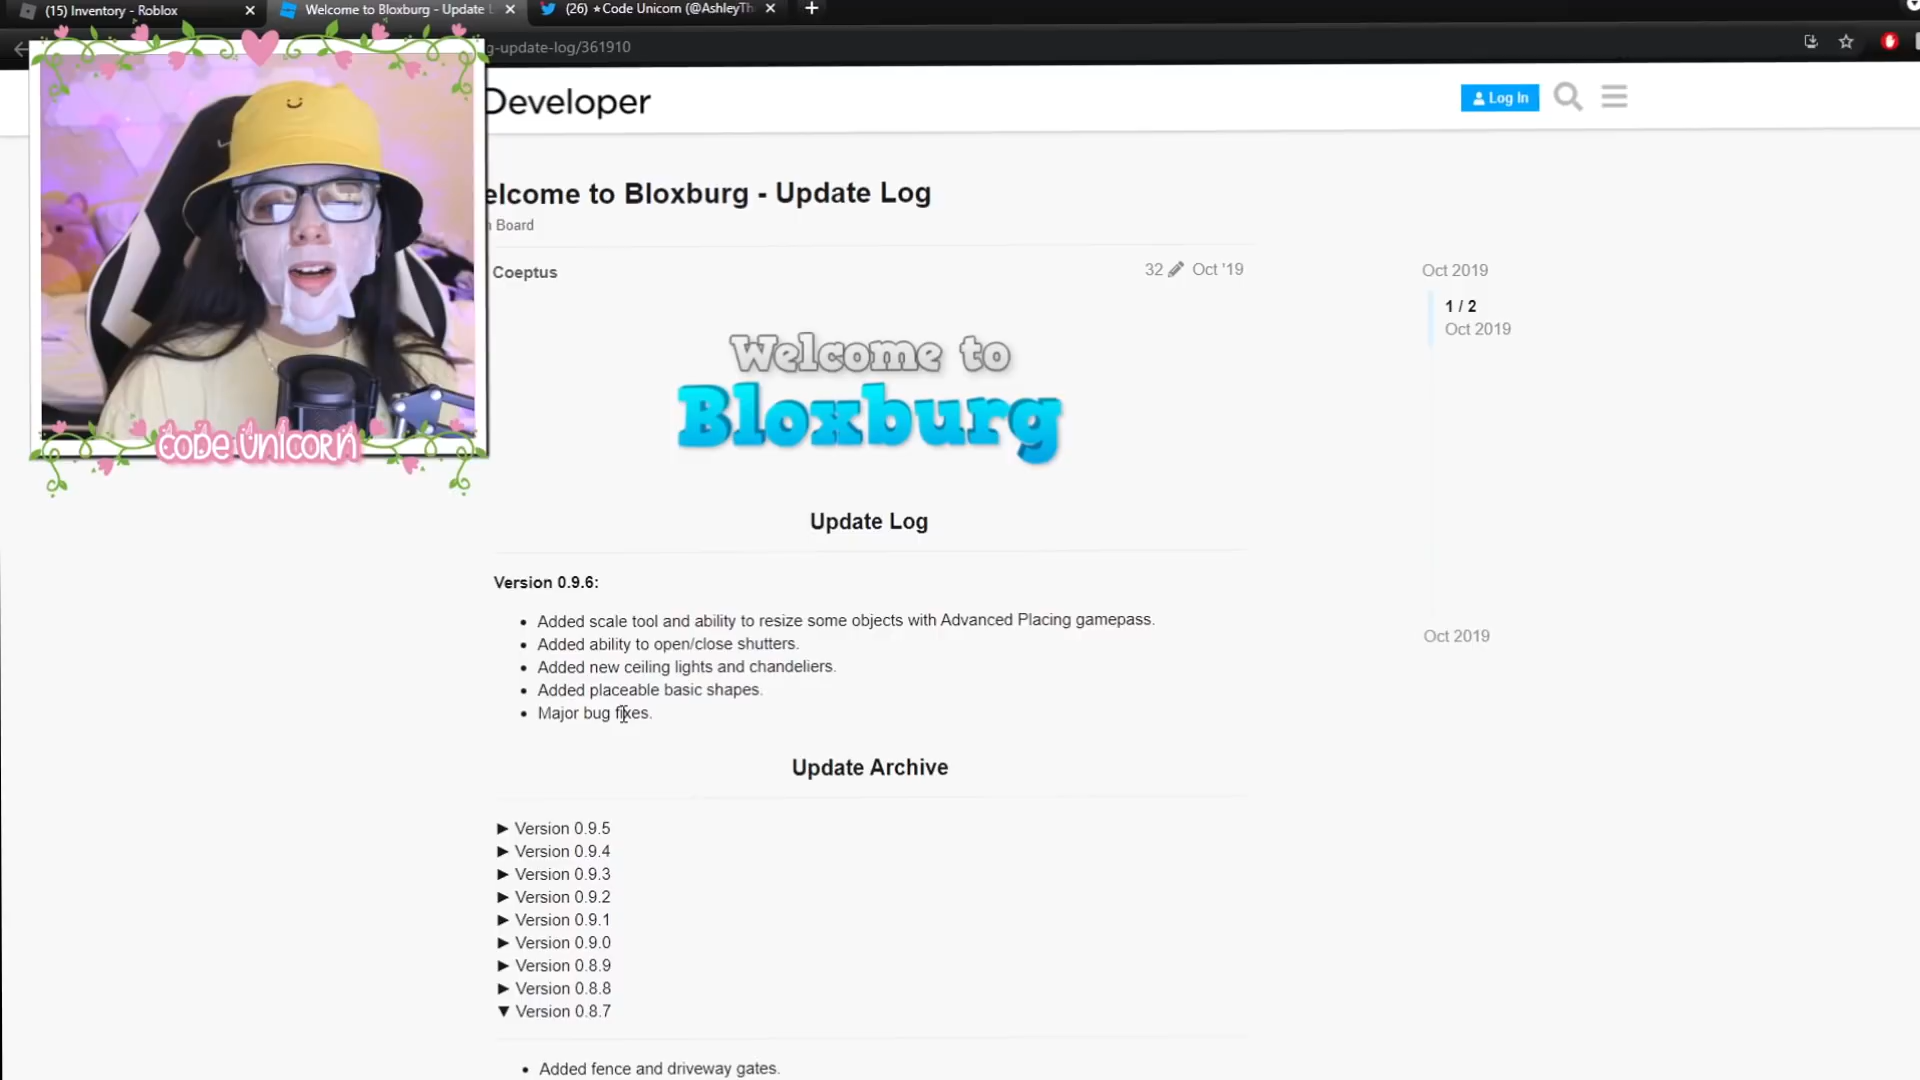 (15) Inventory - Roblox
Welcome to Bloxburg - Update L
(26) ★Code Unicorn (@AshleyTh
g-update-log/361910
Developer
Log In
elcome to Bloxburg - Update Log
n Board
Coeptus
32
Oct '19
Oct 2019
1 / 2
Oct 2019
Welcome to
Bloxburg
CODE UNICORN
Update Log
Version 0.9.6:
• Added scale tool and ability to resize some objects with Advanced Placing gamepass.
• Added ability to open/close shutters.
• Added new ceiling lights and chandeliers.
• Added placeable basic shapes.
• Major bug fixes.
Oct 2019
Update Archive
▶ Version 0.9.5
▶ Version 0.9.4
▶ Version 0.9.3
▶ Version 0.9.2
▶ Version 0.9.1
▶ Version 0.9.0
▶ Version 0.8.9
▶ Version 0.8.8
▼ Version 0.8.7
• Added fence and driveway gates.